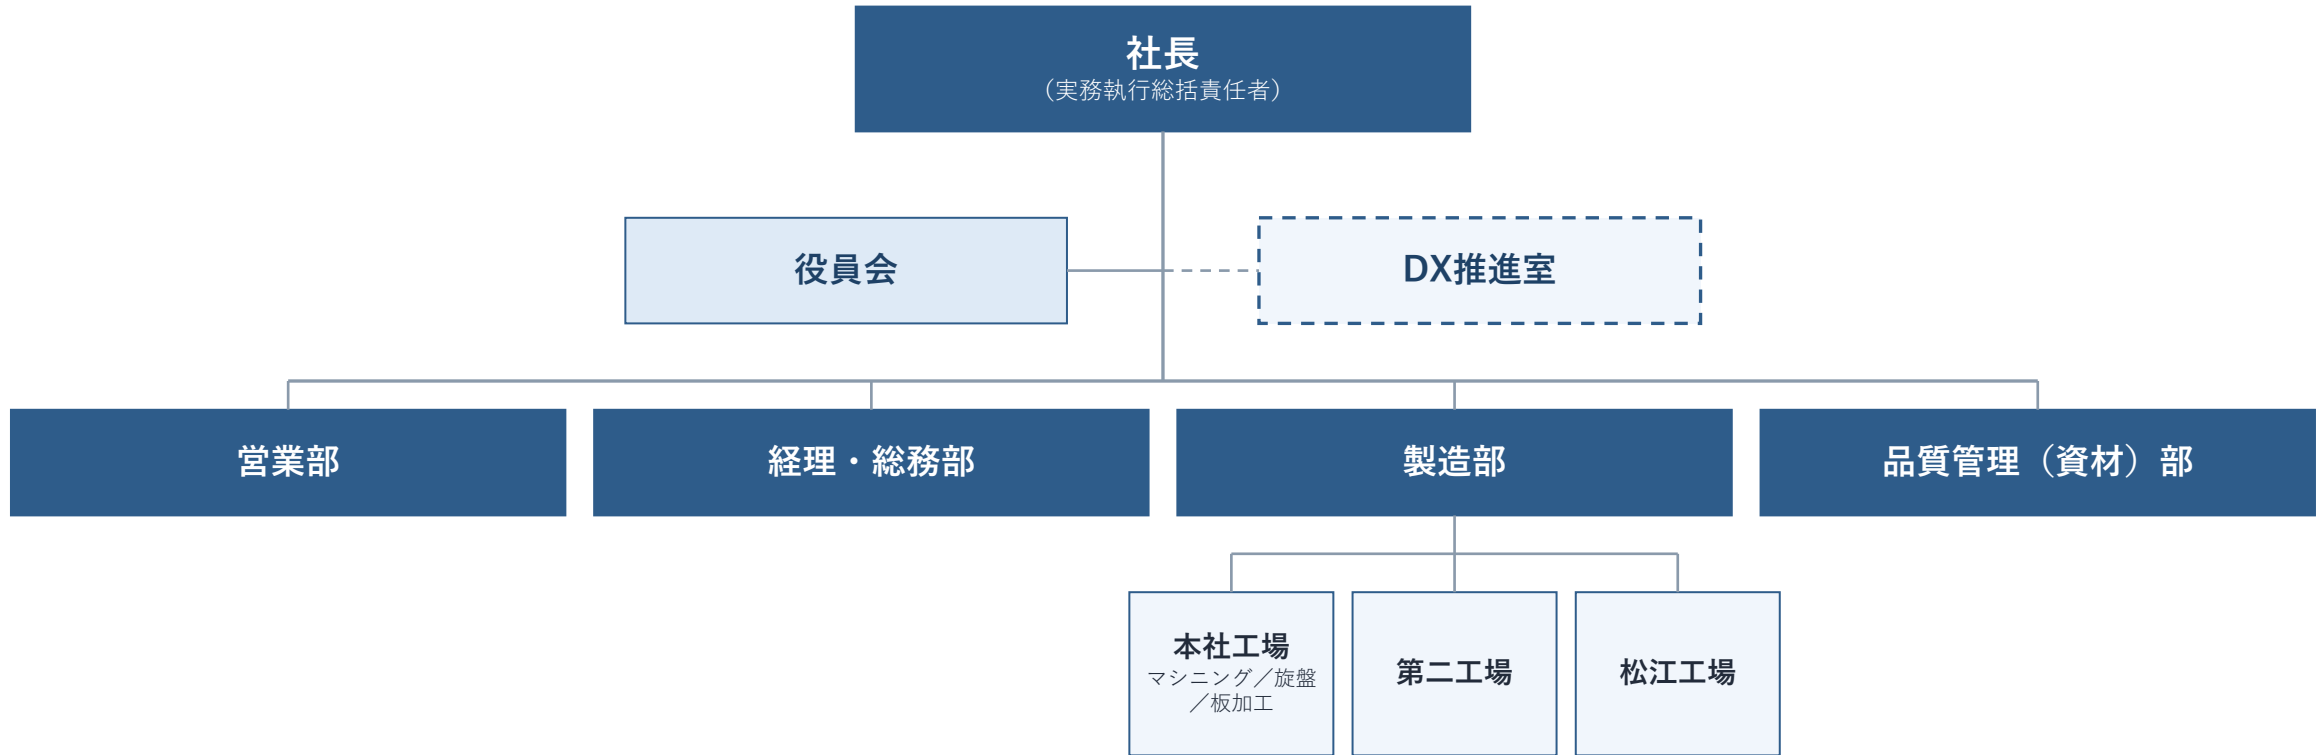 社長
（実務執行総括責任者）
役員会
DX推進室
営業部
経理・総務部
製造部
品質管理（資材）部
本社工場
マシニング／旋盤
／板加工
第二工場
松江工場